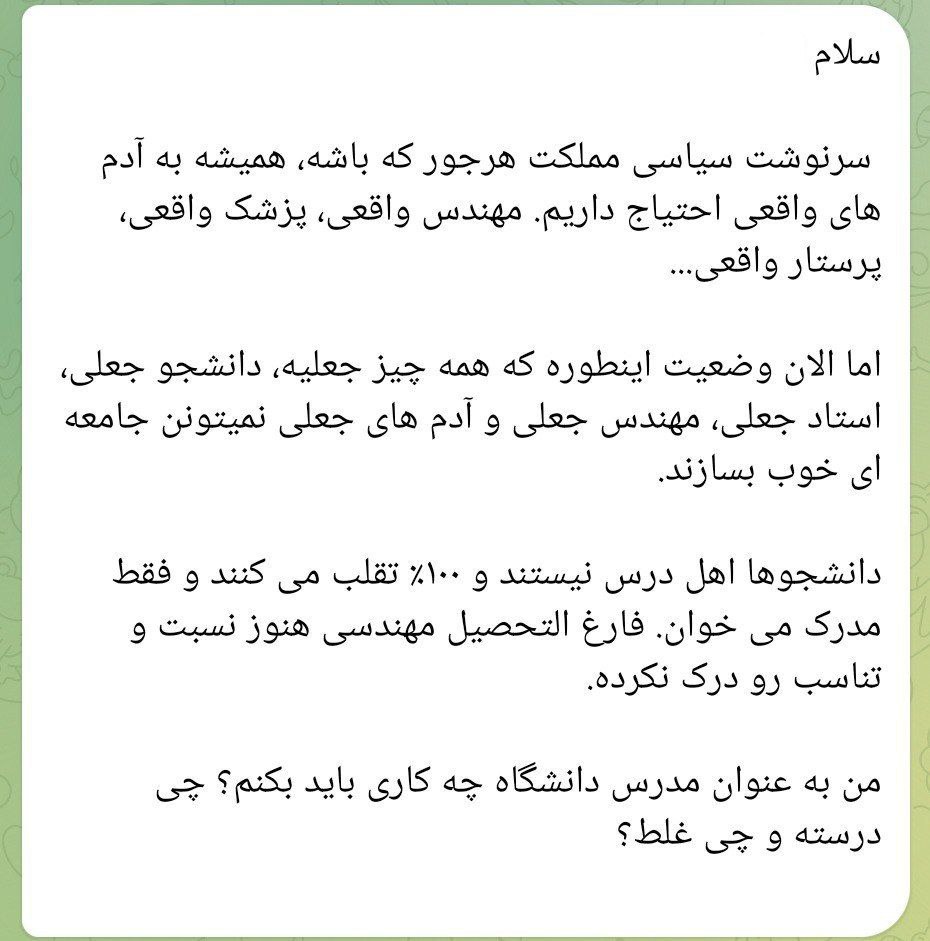 سلام
سرنوشت سیاسی مملکت هرجور که باشه، همیشه به آدم
های واقعی احتیاج داریم. مهندس واقعی، پزشک واقعی،
پرستار واقعی...
اما الان وضعیت اینطوره که همه چیز جعلیه، دانشجو جعلی،
استاد جعلی، مهندس جعلی و آدم های جعلی نمیتونن جامعه
ای خوب بسازند.
دانشجوها اهل درس نیستند و ۱۰۰٪ تقلب می کنند و فقط
مدرک می خوان. فارغ التحصیل مهندسی هنوز نسبت و
تناسب رو درک نکرده.
من به عنوان مدرس دانشگاه چه کاری باید بکنم؟ چی
درسته و چی غلط؟